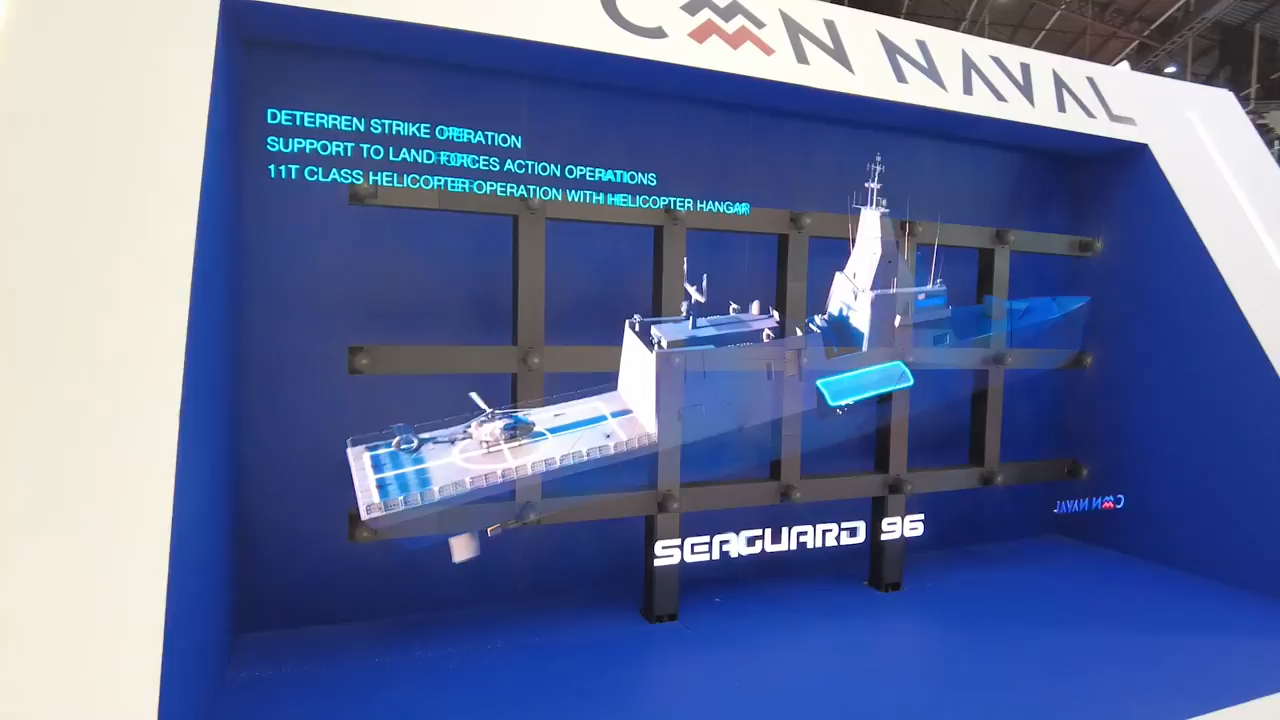 CMN NAVAL
DETERREN STRIKE OPERATION
SUPPORT TO LAND FORCES ACTION OPERATIONS
11T CLASS HELICOPTER OPERATION WITH HELICOPTER HANGAR
CMN NAVAL
SEAGUARD 96